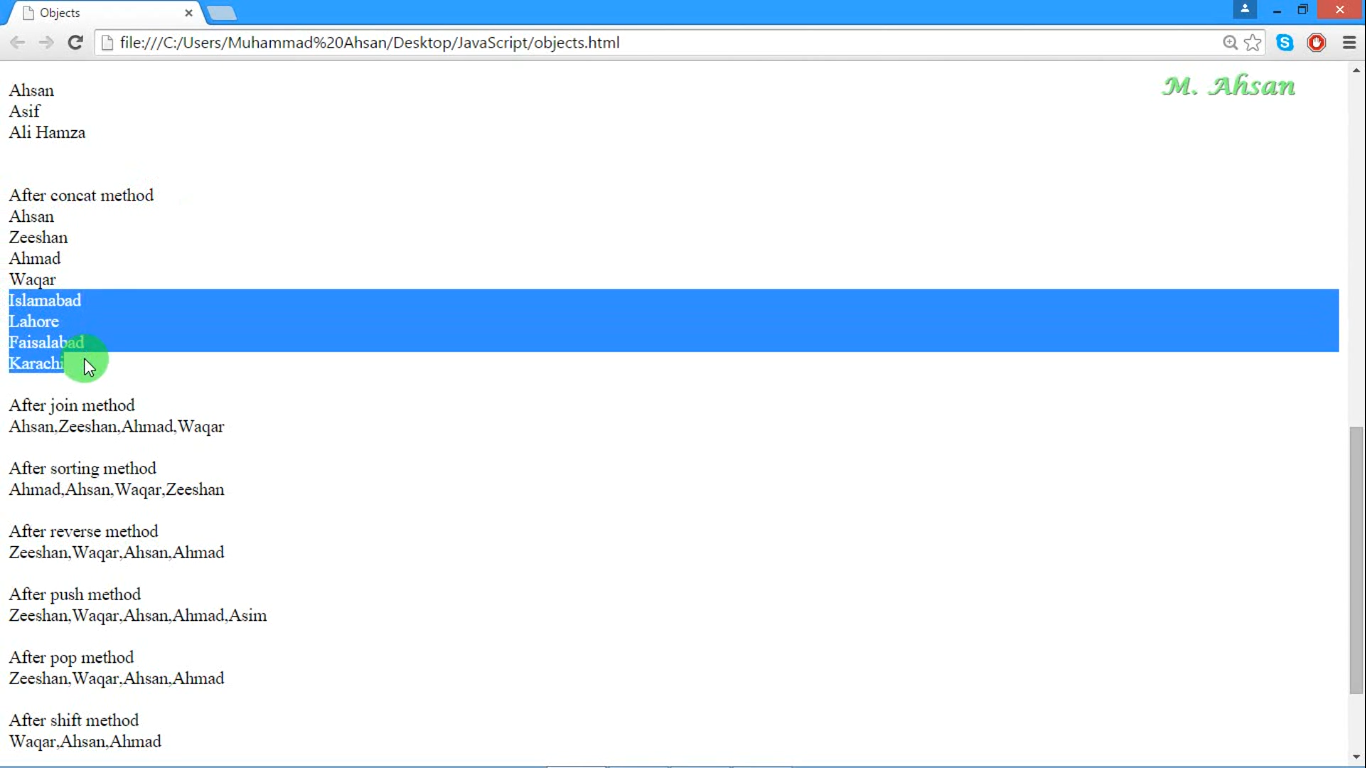 Objects
file:///C:/Users/Muhammad%20Ahsan/Desktop/JavaScript/objects.html
M. Ahsan
Ahsan
Asif
Ali Hamza
After concat method
Ahsan
Zeeshan
Ahmad
Waqar
Islamabad
Lahore
Faisalabad
Karachi
After join method
Ahsan,Zeeshan,Ahmad,Waqar
After sorting method
Ahmad,Ahsan,Waqar,Zeeshan
After reverse method
Zeeshan,Waqar,Ahsan,Ahmad
After push method
Zeeshan,Waqar,Ahsan,Ahmad,Asim
After pop method
Zeeshan,Waqar,Ahsan,Ahmad
After shift method
Waqar,Ahsan,Ahmad